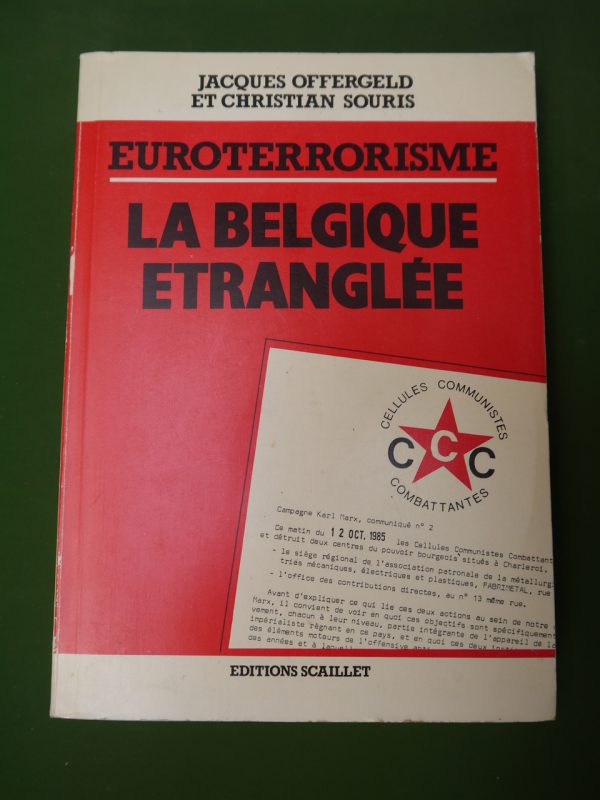 JACQUES OFFERGELD
ET CHRISTIAN SOURIS
EUROTERRORISME
LA BELGIQUE
ETRANGLÉE
CELLULES COMMUNISTES
CCC
COMBATTANTES
Campagne Karl Marx, communiqué n° 2
Ce matin du 12 OCT. 1985 les Cellules Communistes Combattant
et détruit deux centres du pouvoir bourgeois situés à Charleroi.
- le siège régional de l'association patronale de la métallurg
triés mécaniques, électriques et plastiques, FABRIMETAL, rue
- l'office des contributions directes, au n° 13 même rue.
Avant d'expliquer ce qui lie ces deux actions au sein de notre
Marx, il convient de voir en quoi ces objectifs sont spécifiquement
vement, chacun à leur niveau, partie intégrante de l'appareil de la
impérialiste régnant en ce pays, et en quoi ces deux
des éléments moteurs de l'offensive
des années et à
EDITIONS SCAILLET